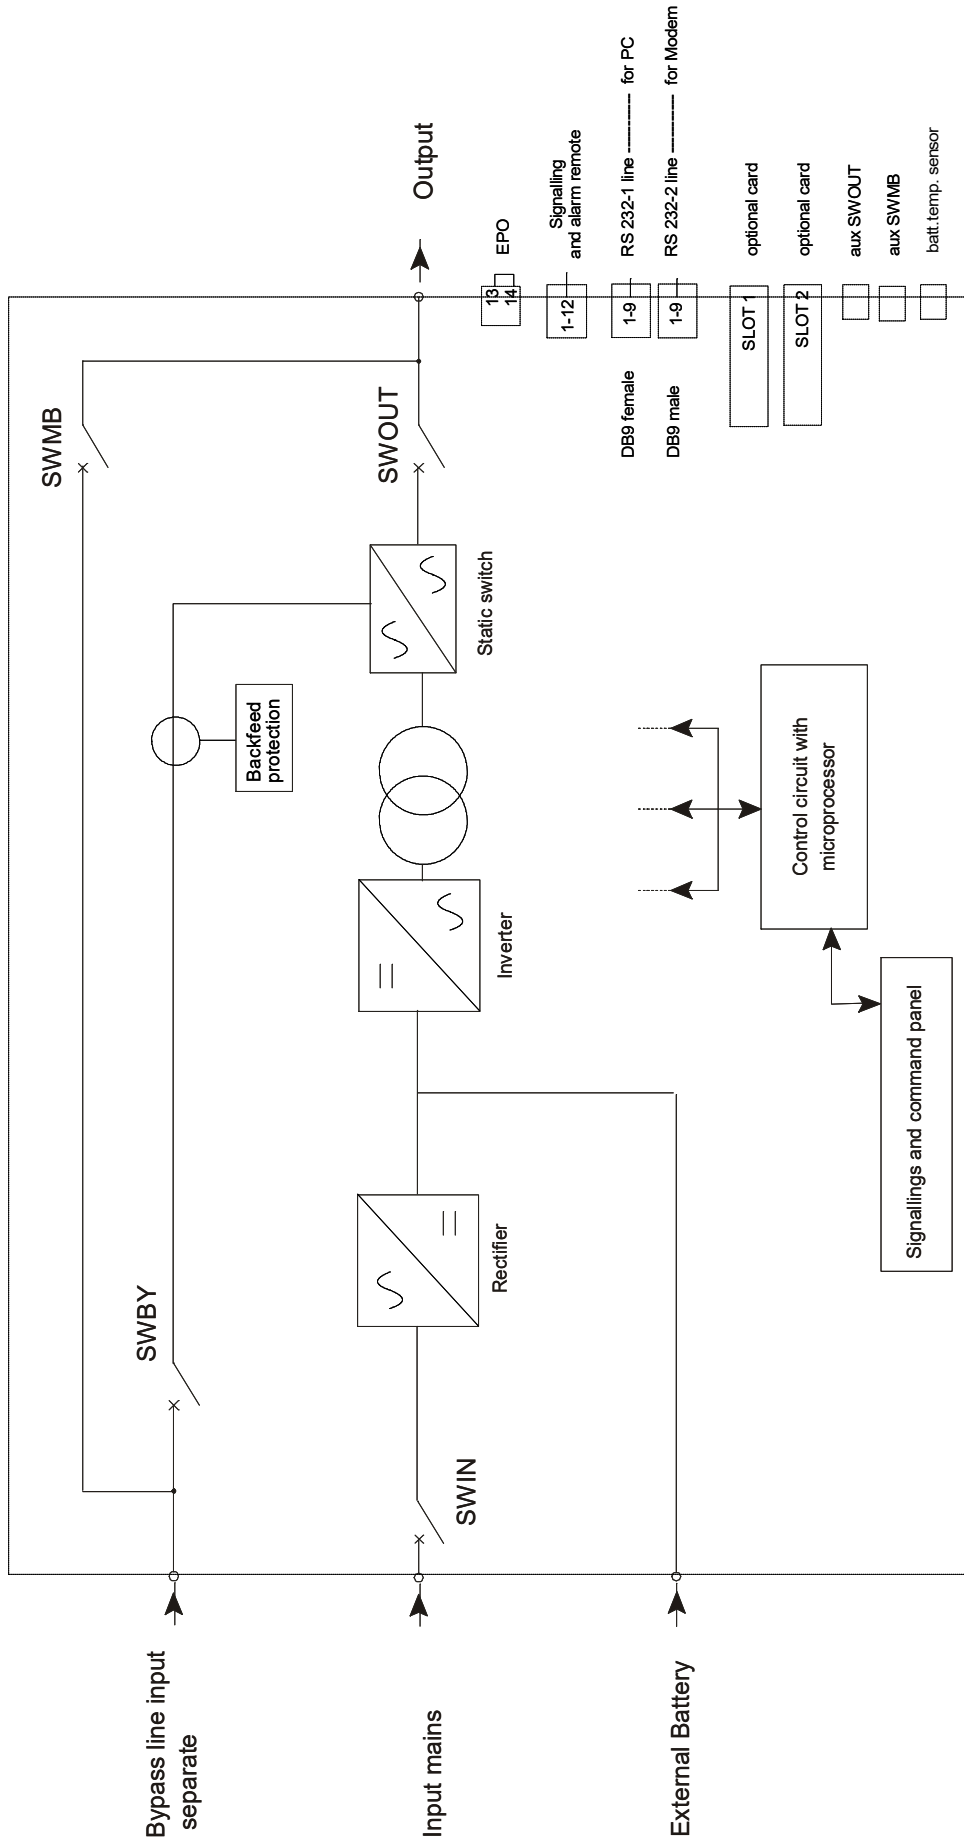 Bypass line input
separate
Input mains
External Battery
SWMB
SWBY
SWIN
SWOUT
Backfeed
protection
Rectifier
Inverter
Static switch
Output
Control circuit with
microprocessor
Signallings and command panel
13
14
EPO
1-12
Signalling
and alarm remote
DB9 female
1-9
RS 232-1 line ---------- for PC
DB9 male
1-9
RS 232-2 line ---------- for Modem
SLOT 1
optional card
SLOT 2
optional card
aux SWOUT
aux SWMB
batt.temp. sensor